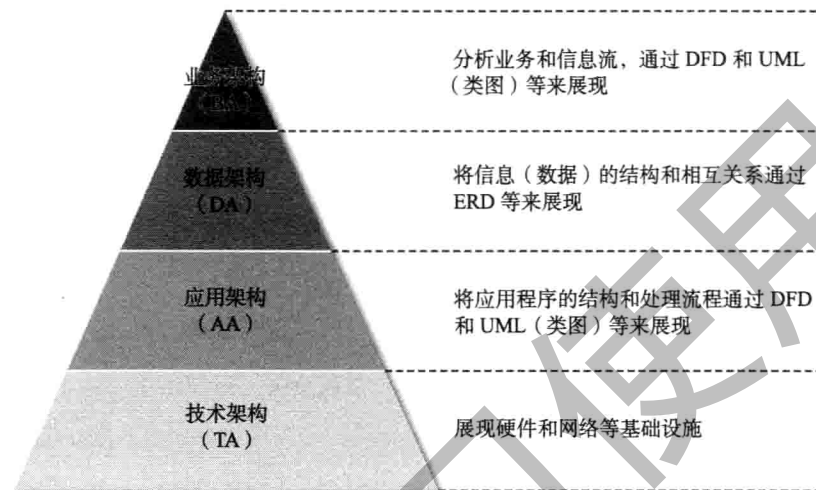 业务架构
(BA)
分析业务和信息流，通过 DFD 和 UML
（类图）等来展现
数据架构
（DA）
将信息（数据）的结构和相互关系通过
ERD 等来展现
应用架构
（AA）
将应用程序的结构和处理流程通过 DFD
和 UML（类图）等来展现
技术架构
（TA）
展现硬件和网络等基础设施
使用